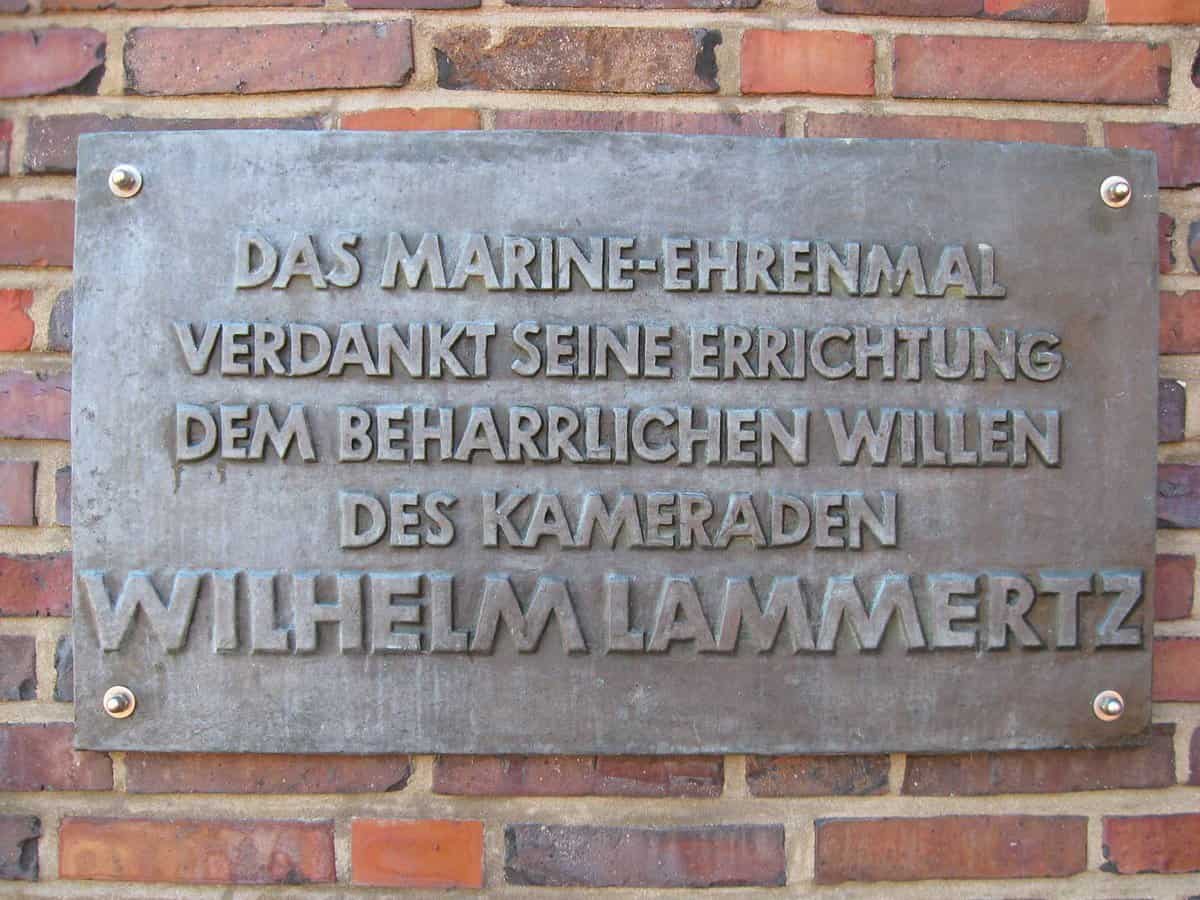 DAS MARINE-EHRENMAL
VERDANKT SEINE ERRICHTUNG
DEM BEHARRLICHEN WILLEN
DES KAMERADEN
WILHELM LAMMERTZ